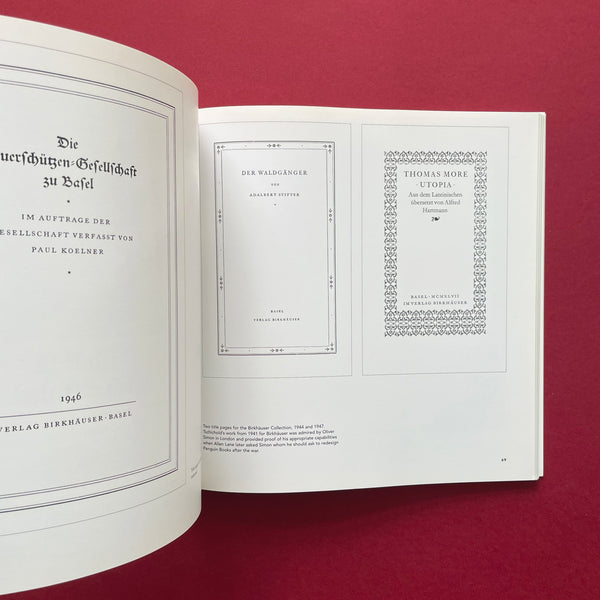 Die
uerschützen=Gesellschaft
zu Basel
IM AUFTRAGE DER
ESELLSCHAFT VERFASST VON
PAUL KOELNER
1946
VERLAG BIRKHÄUSER · BASEL
DER WALDGÄNGER
VON
ADALBERT STIFTER
BASEL
VERLAG BIRKHÄUSER
THOMAS MORE
· UTOPIA ·
Aus dem Lateinischen
übersetzt von Alfred
Hartmann
BASEL · MCMXLVII
IM VERLAG BIRKHÄUSER
Two title pages for the Birkhäuser Collection, 1944 and 1947.
Tschichold's work from 1941 for Birkhäuser was admired by Oliver
Simon in London and provided proof of his appropriate capabilities
when Allen Lane later asked Simon whom he should ask to redesign
Penguin Books after the war.
69